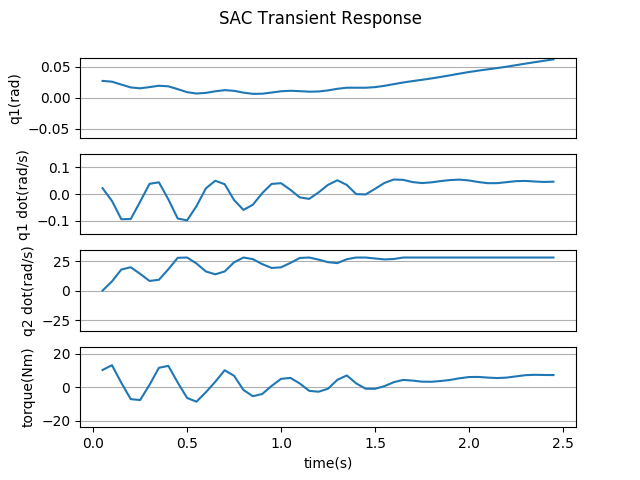 SAC Transient Response
q1(rad)
0.05
0.00
−0.05
q1 dot(rad/s)
0.1
0.0
−0.1
q2 dot(rad/s)
25
0
−25
torque(Nm)
20
0
−20
0.0 0.5 1.0 1.5 2.0 2.5
time(s)